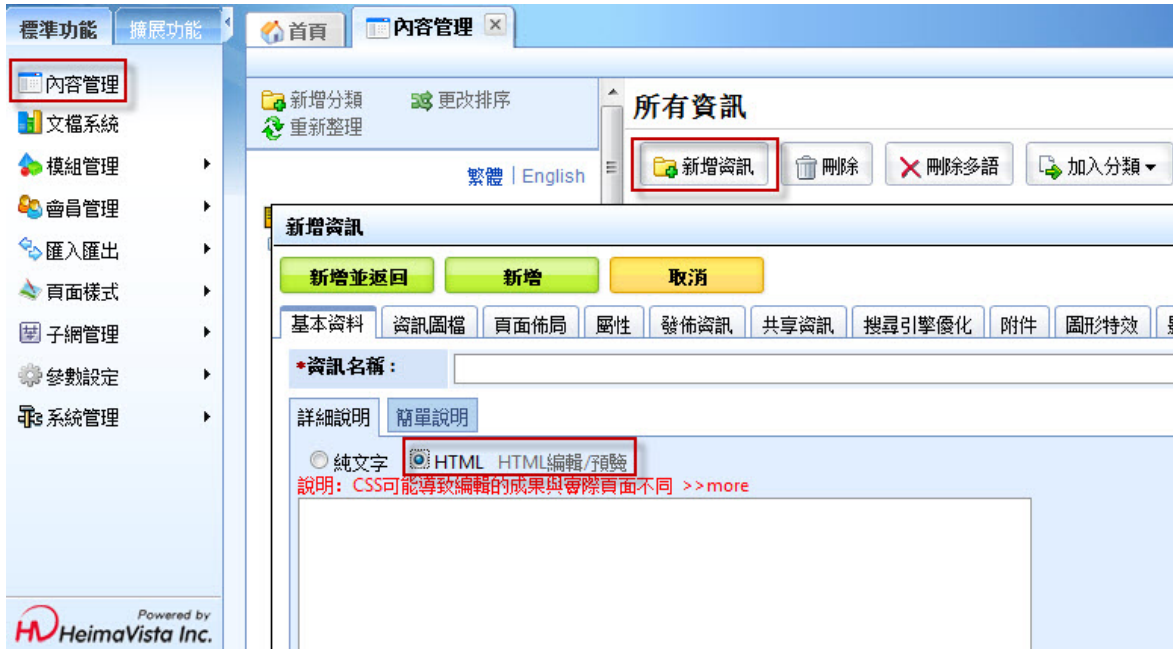 標準功能
擴展功能
首頁
內容管理
內容管理
文檔系統
模組管理
會員管理
匯入匯出
頁面樣式
子網管理
參數設定
系統管理
Powered by
HeimaVista Inc.
新增分類
更改排序
重新整理
繁體 | English
所有資訊
新增資訊
刪除
刪除多語
加入分類
新增資訊
新增並返回
新增
取消
基本資料
資訊圖檔
頁面佈局
屬性
發佈資訊
共享資訊
搜尋引擎優化
附件
圖形特效
*資訊名稱：
詳細說明
簡單說明
純文字
HTML HTML編輯/預覽
說明：CSS可能導致編輯的成果與實際頁面不同 >>more